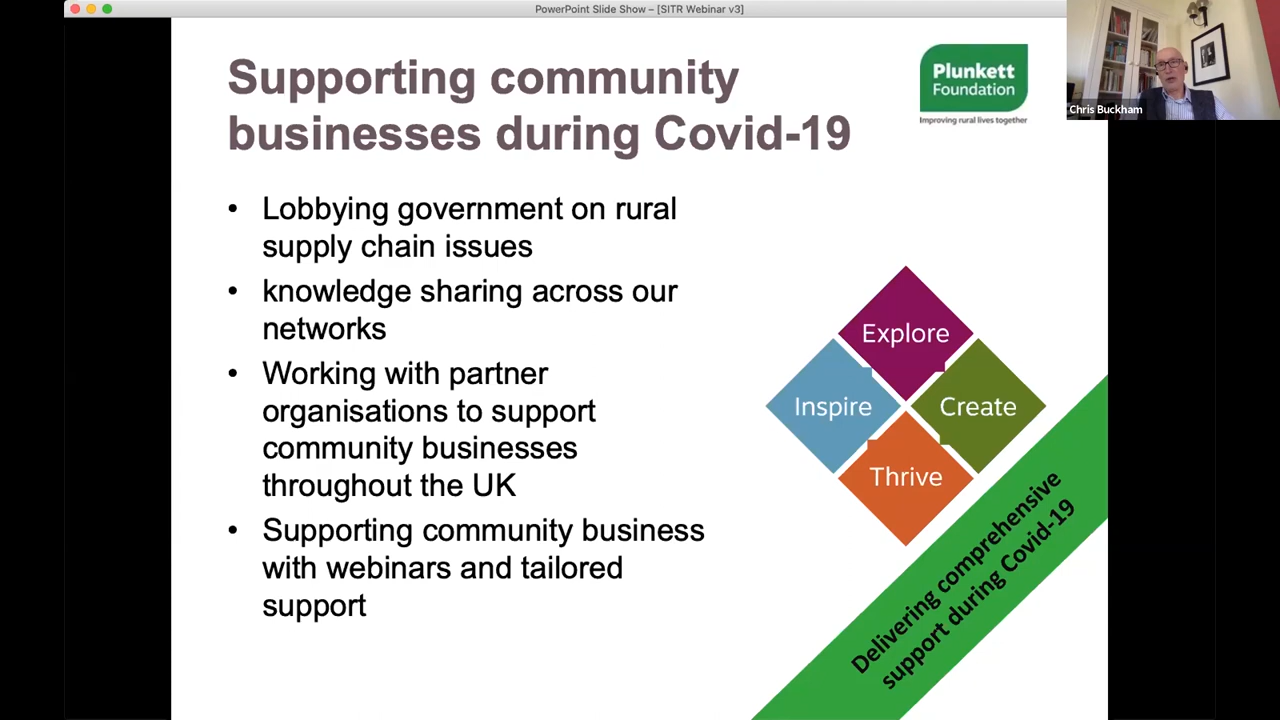 PowerPoint Slide Show – [SITR Webinar v3]
Supporting community
businesses during Covid-19
Plunkett
Foundation
Improving rural lives together
Chris Buckham
• Lobbying government on rural
supply chain issues
• knowledge sharing across our
networks
• Working with partner
organisations to support
community businesses
throughout the UK
• Supporting community business
with webinars and tailored
support
Explore
Inspire
Create
Thrive
Delivering comprehensive
support during Covid-19